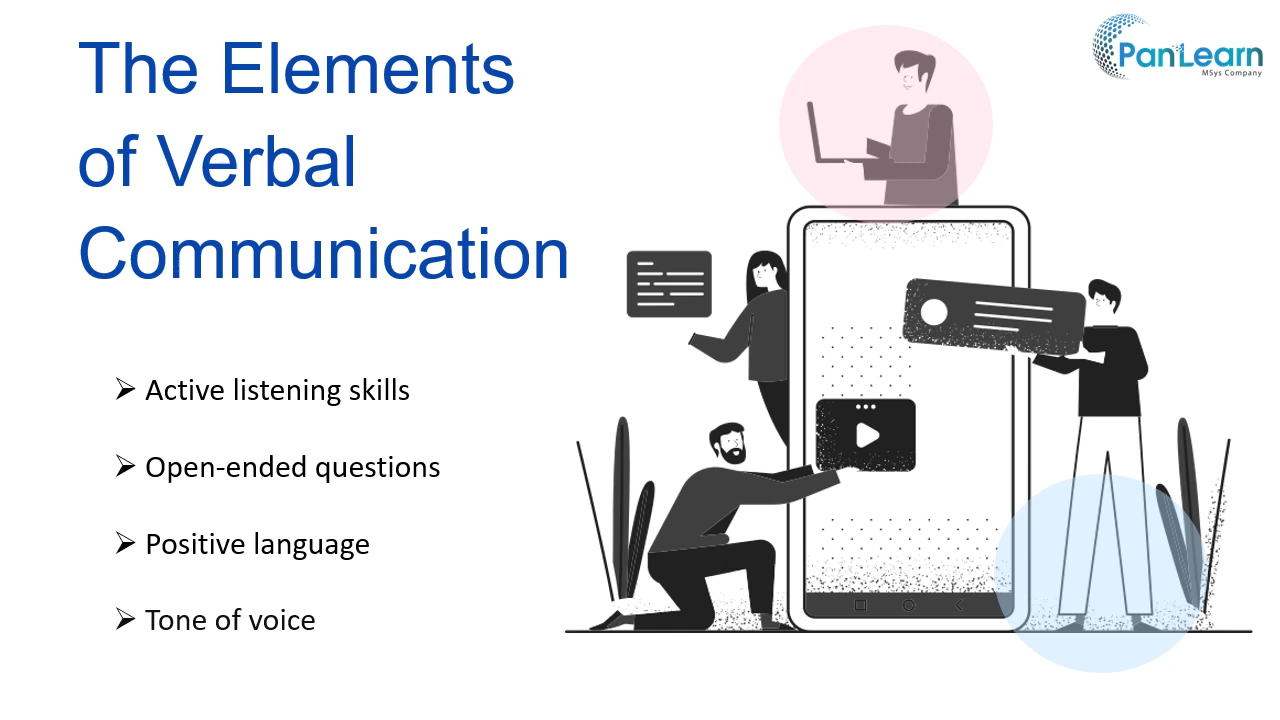 The Elements
of Verbal
Communication
PanLearn
MSys Company
Active listening skills
Open-ended questions
Positive language
Tone of voice